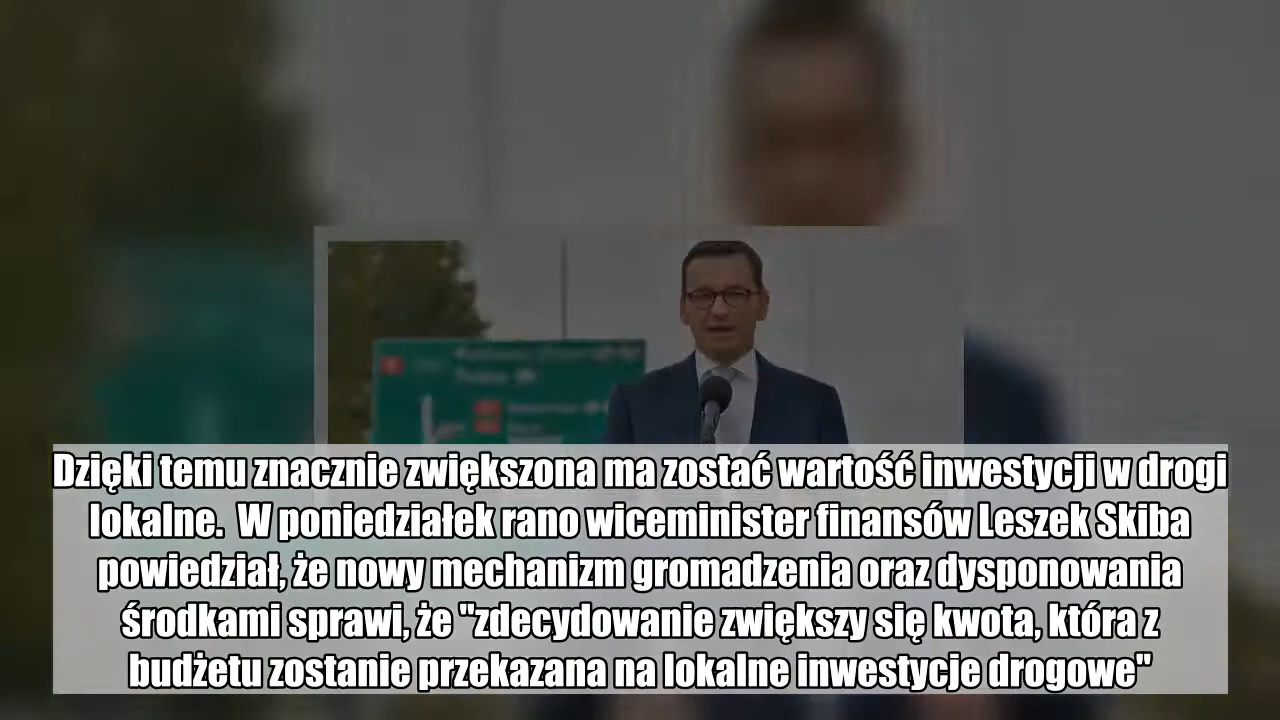 Dzięki temu znacznie zwiększona ma zostać wartość inwestycji w drogi
lokalne.  W poniedziałek rano wiceminister finansów Leszek Skiba
powiedział, że nowy mechanizm gromadzenia oraz dysponowania
środkami sprawi, że "zdecydowanie zwiększy się kwota, która z
budżetu zostanie przekazana na lokalne inwestycje drogowe"